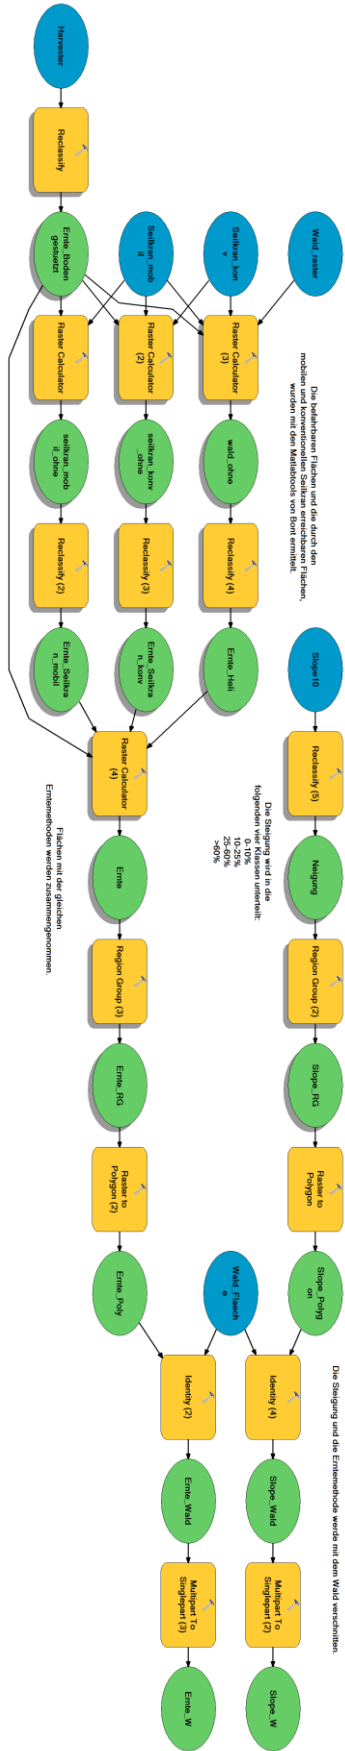 Die Steigung und die Erntemethode werde mit dem Wald verschnitten.
Wald_raster
Die befahrbaren Flächen und die durch den
mobilen und konventionellen Seilkran erreichbaren Flächen,
wurden mit den Matlabtools von Bont ermittelt.
Slope10
Reclassify (5)
Neigung
Region Group (2)
Slope_RG
Raster to
Polygon
Slope_Polyg
on
Die Steigung wird in die
folgenden vier Klassen unterteilt:
0-10%
10-25%
25-60%
>60%
Identity (4)
Slope_Wald
Multipart To
Singlepart (2)
Slope_W
Seilkran_kon
v
Raster Calculator
(3)
wald_ohne
Reclassify (4)
Ernte_Heli
Wald_Flaech
e
Identity (2)
Ernte_Wald
Multipart To
Singlepart (3)
Ernte_W
Seilkran_mob
il
Raster Calculator
(2)
seilkran_konv
_ohne
Reclassify (3)
Ernte_Seilkra
n_konv
Raster Calculator
(4)
Ernte
Region Group (3)
Ernte_RG
Raster to
Polygon (2)
Ernte_Poly
Harvester
Reclassify
Ernte_Boden
gestuetzt
Raster Calculator
seilkran_mob
il_ohne
Reclassify (2)
Ernte_Seilkra
n_mobil
Flächen mit der gleichen
Erntemethoden werden zusammengenommen.